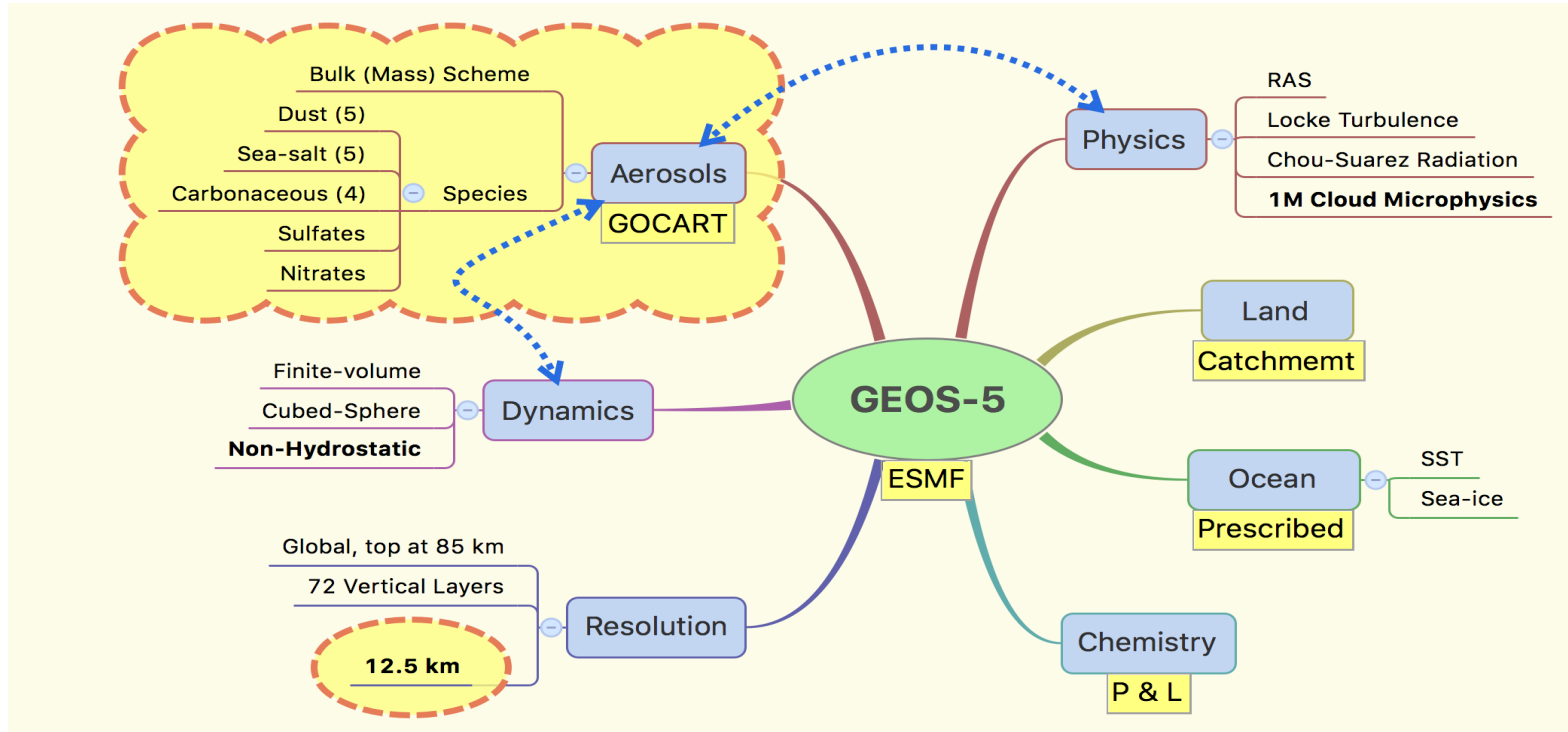 Bulk (Mass) Scheme
Dust (5)
Sea-salt (5)
Carbonaceous (4)
Sulfates
Nitrates
Species
Aerosols
GOCART
Physics
RAS
Locke Turbulence
Chou-Suarez Radiation
1M Cloud Microphysics
Land
Catchmemt
GEOS-5
ESMF
Finite-volume
Cubed-Sphere
Non-Hydrostatic
Dynamics
Ocean
Prescribed
SST
Sea-ice
Global, top at 85 km
72 Vertical Layers
12.5 km
Resolution
Chemistry
P & L